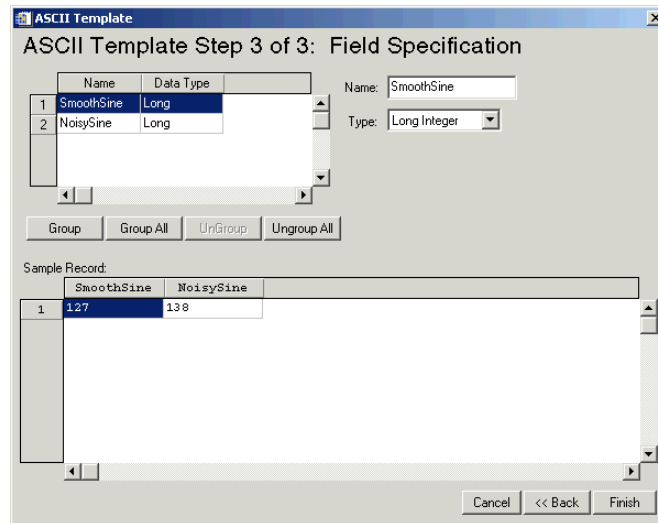 ASCII Template
ASCII Template Step 3 of 3: Field Specification
Name Data Type
1 SmoothSine Long
2 NoisySine Long
Name: SmoothSine
Type: Long Integer
Group Group All UnGroup Ungroup All
Sample Record:
SmoothSine NoisySine
1 127 138
Cancel << Back Finish